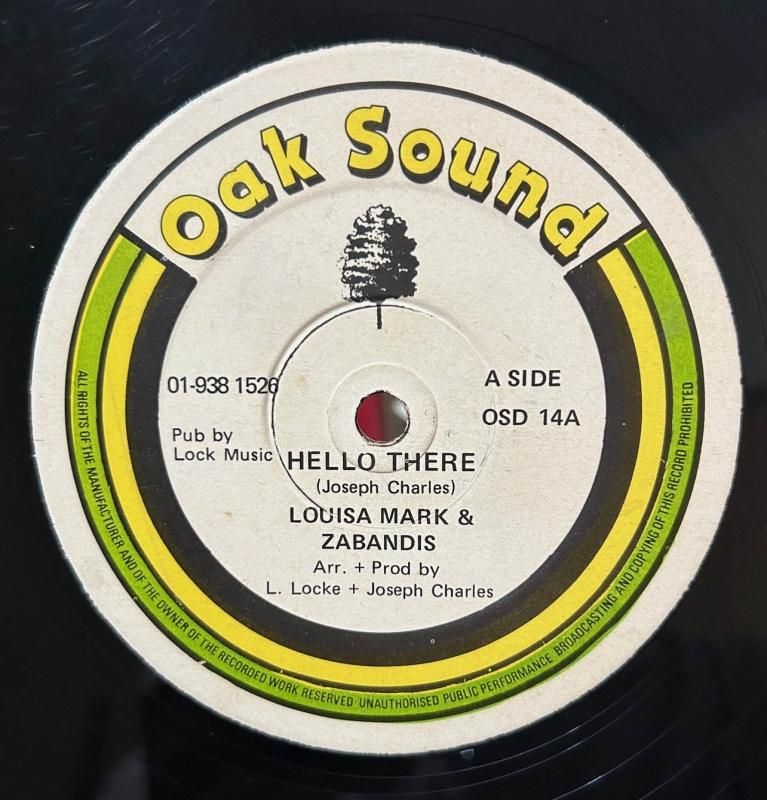 Oak Sound
01-938 1526
A SIDE
OSD 14A
Pub by
Lock Music
HELLO THERE
(Joseph Charles)
LOUISA MARK &
ZABANDIS
Arr. + Prod by
L. Locke + Joseph Charles
ALL RIGHTS OF THE MANUFACTURER AND OF THE OWNER OF THE RECORDED WORK RESERVED UNAUTHORISED PUBLIC PERFORMANCE BROADCASTING AND COPYING OF THIS RECORD PROHIBITED